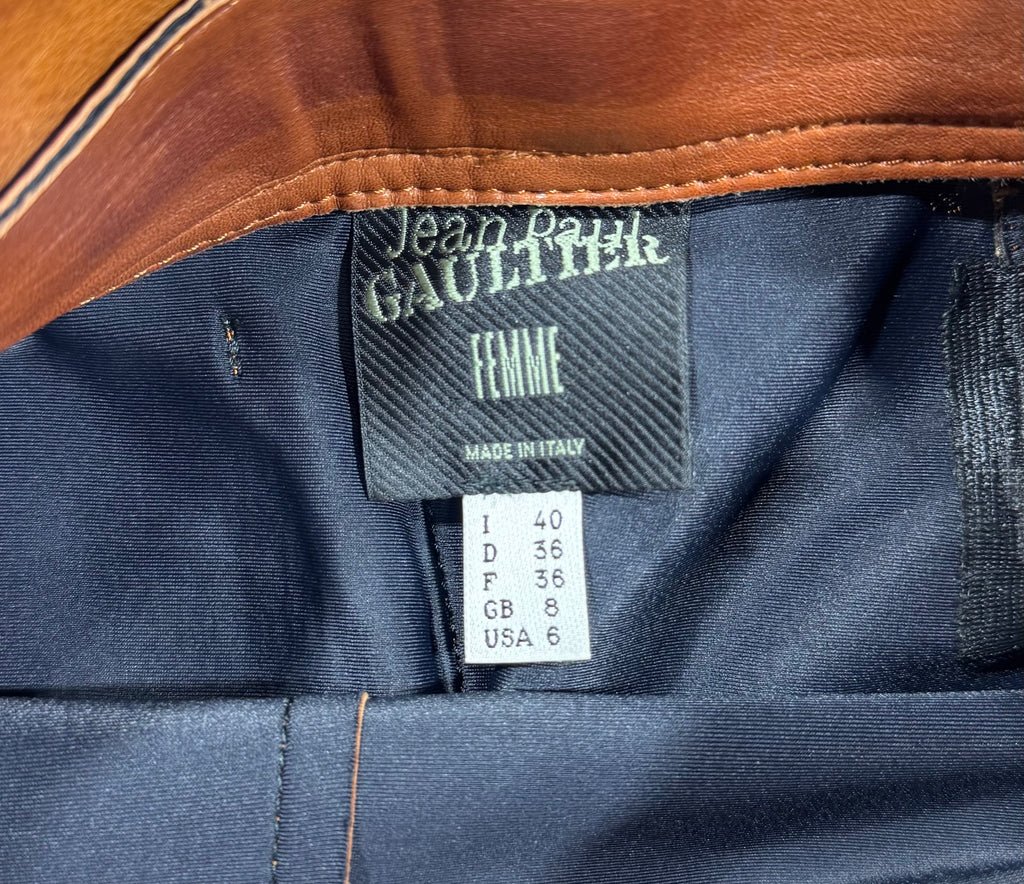 Jean Paul
GAULTIER
FEMME
MADE IN ITALY
I 40
D 36
F 36
GB 8
USA 6